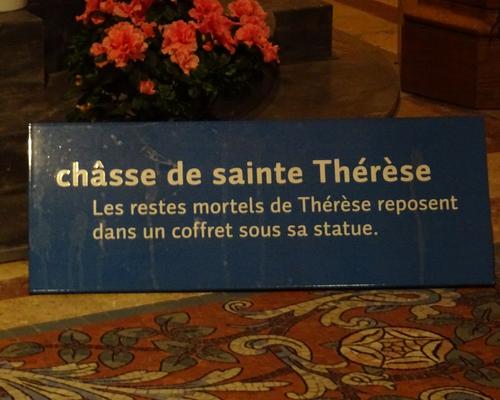 châsse de sainte Thérèse
Les restes mortels de Thérèse reposent
dans un coffret sous sa statue.